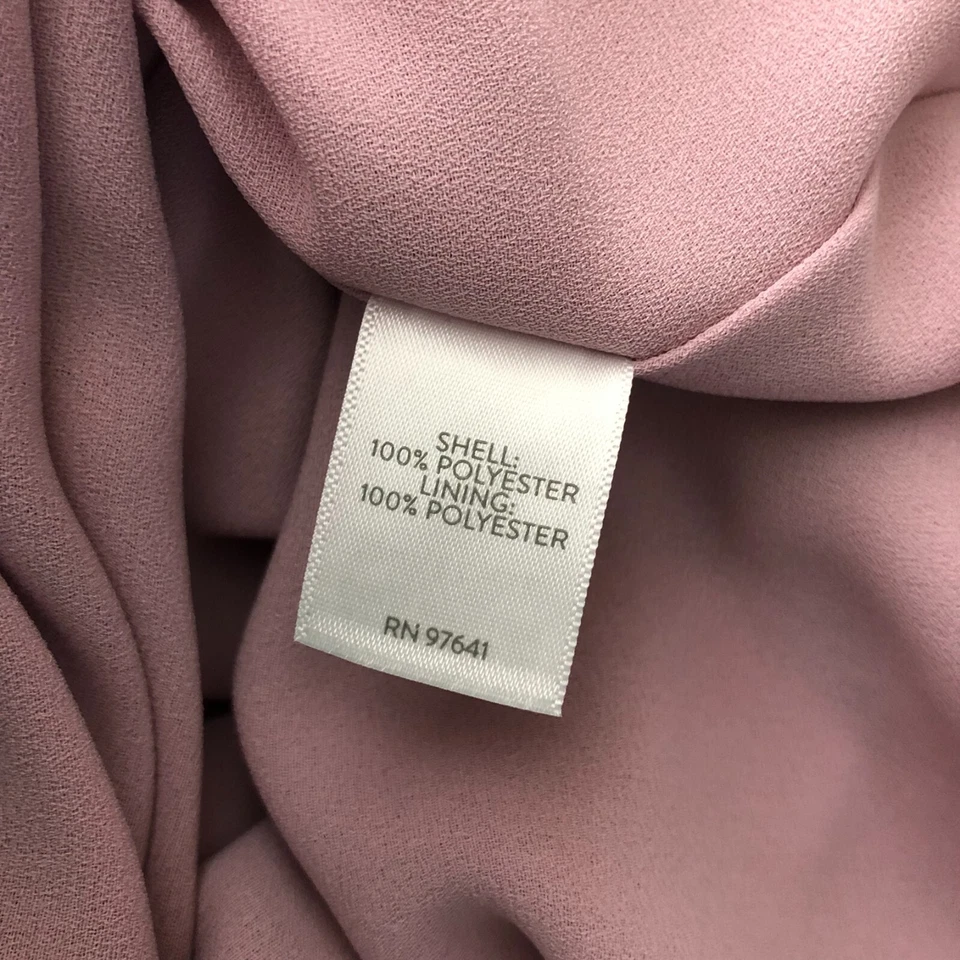 SHELL:
100% POLYESTER
LINING:
100% POLYESTER
RN 97641